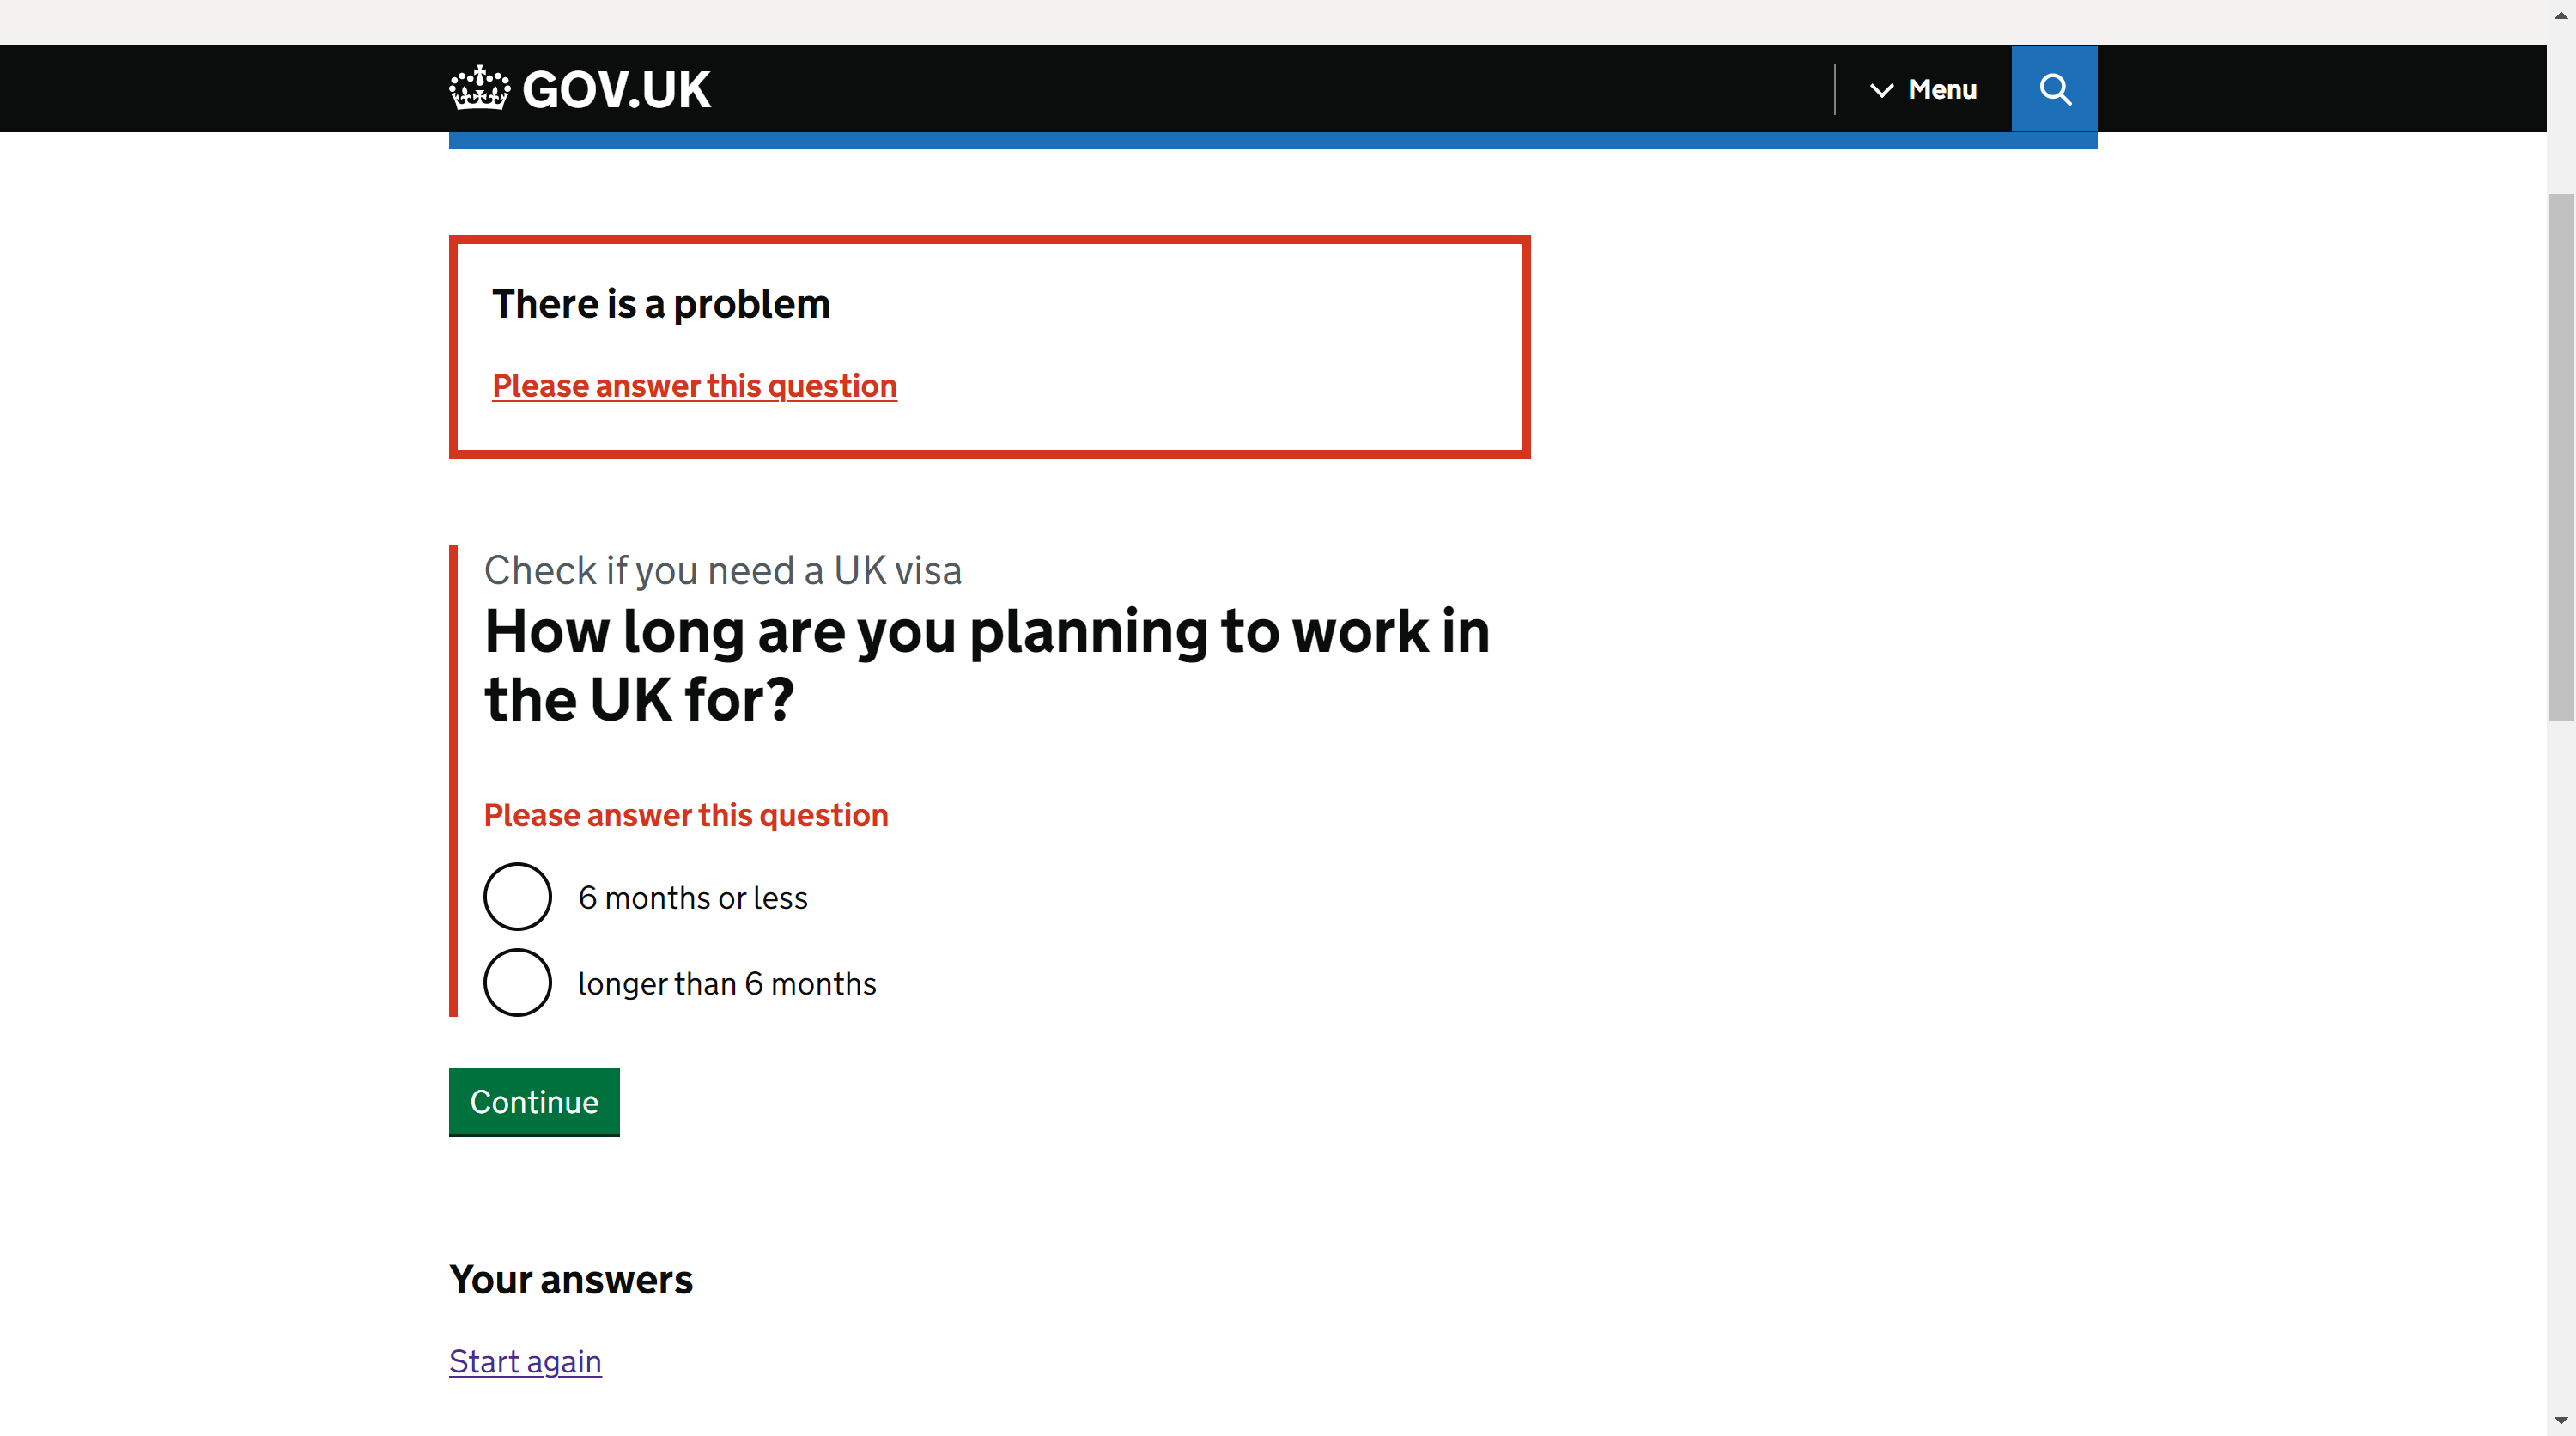 GOV.UK
Menu
There is a problem
Please answer this question
Check if you need a UK visa
How long are you planning to work in
the UK for?
Please answer this question
6 months or less
longer than 6 months
Continue
Your answers
Start again